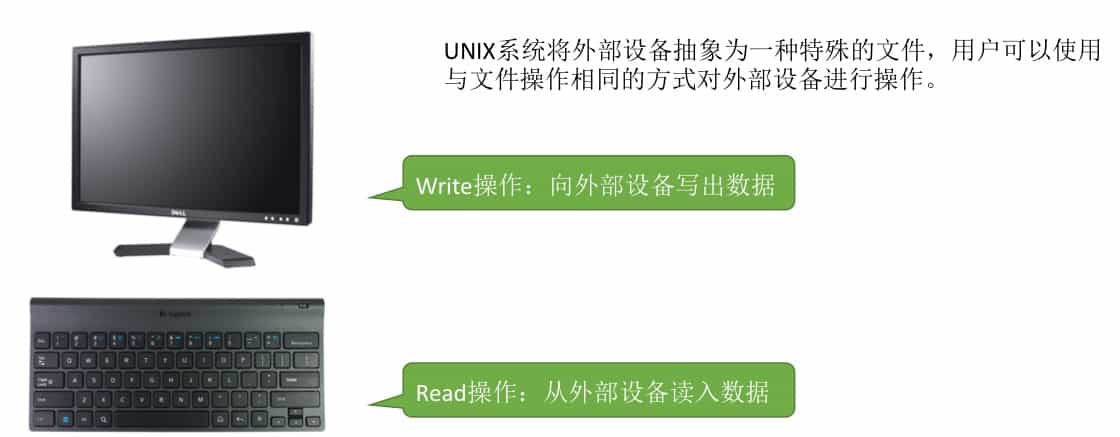 UNIX系统将外部设备抽象为一种特殊的文件，用户可以使用
与文件操作相同的方式对外部设备进行操作。
Write操作：向外部设备写出数据
DELL
Read操作：从外部设备读入数据